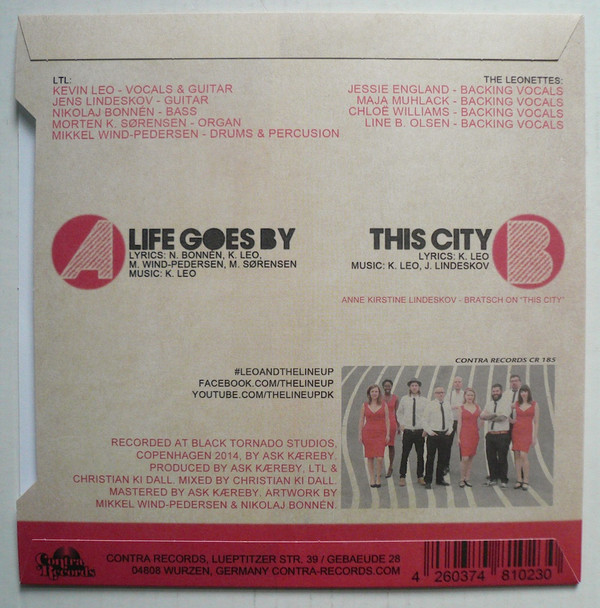 LTL:
KEVIN LEO - VOCALS & GUITAR
JENS LINDESKOV - GUITAR
NIKOLAJ BONNÉN - BASS
MORTEN K. SØRENSEN - ORGAN
MIKKEL WIND-PEDERSEN - DRUMS & PERCUSION
THE LEONETTES:
JESSIE ENGLAND - BACKING VOCALS
MAJA MUHLACK - BACKING VOCALS
CHLOË WILLIAMS - BACKING VOCALS
LINE B. OLSEN - BACKING VOCALS
A
LIFE GOES BY
LYRICS: N. BONNÉN, K. LEO,
M. WIND-PEDERSEN, M. SØRENSEN
MUSIC: K. LEO
THIS CITY
B
LYRICS: K. LEO
MUSIC: K. LEO, J. LINDESKOV
ANNE KIRSTINE LINDESKOV - BRATSCH ON "THIS CITY"
CONTRA RECORDS CR 185
#LEOANDTHELINEUP
FACEBOOK.COM/THELINEUP
YOUTUBE.COM/THELINEUPDK
RECORDED AT BLACK TORNADO STUDIOS,
COPENHAGEN 2014, BY ASK KÆREBY.
PRODUCED BY ASK KÆREBY, LTL &
CHRISTIAN KI DALL. MIXED BY CHRISTIAN KI DALL.
MASTERED BY ASK KÆREBY. ARTWORK BY
MIKKEL WIND-PEDERSEN & NIKOLAJ BONNÉN.
Contra
Records
CONTRA RECORDS, LUEPTITZER STR. 39 / GEBAEUDE 28
04808 WURZEN, GERMANY CONTRA-RECORDS.COM
4 260374 810230